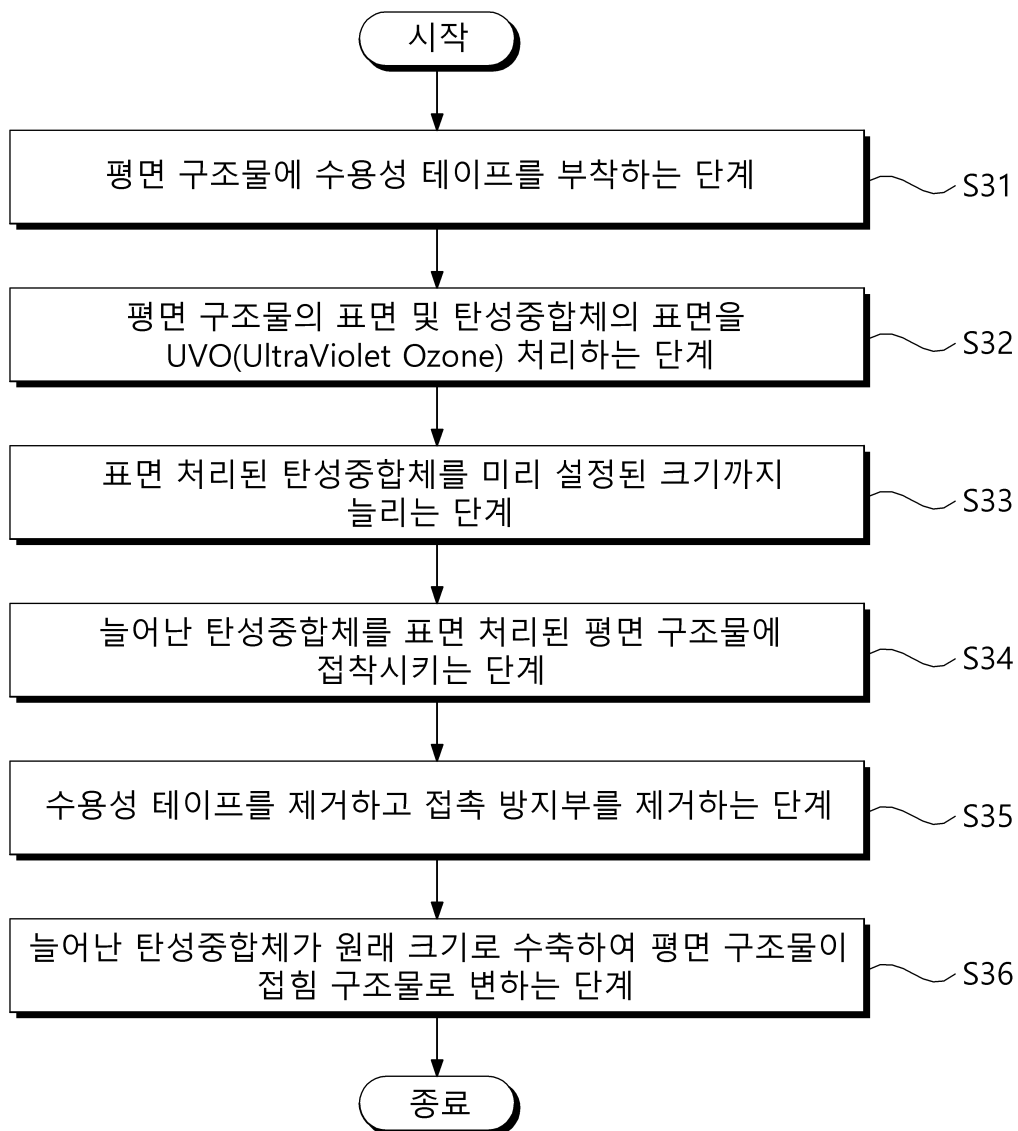 시작
평면 구조물에 수용성 테이프를 부착하는 단계
S31
평면 구조물의 표면 및 탄성중합체의 표면을
UVO(UltraViolet Ozone) 처리하는 단계
S32
표면 처리된 탄성중합체를 미리 설정된 크기까지
늘리는 단계
S33
늘어난 탄성중합체를 표면 처리된 평면 구조물에
접착시키는 단계
S34
수용성 테이프를 제거하고 접촉 방지부를 제거하는 단계
S35
늘어난 탄성중합체가 원래 크기로 수축하여 평면 구조물이
접힘 구조물로 변하는 단계
S36
종료